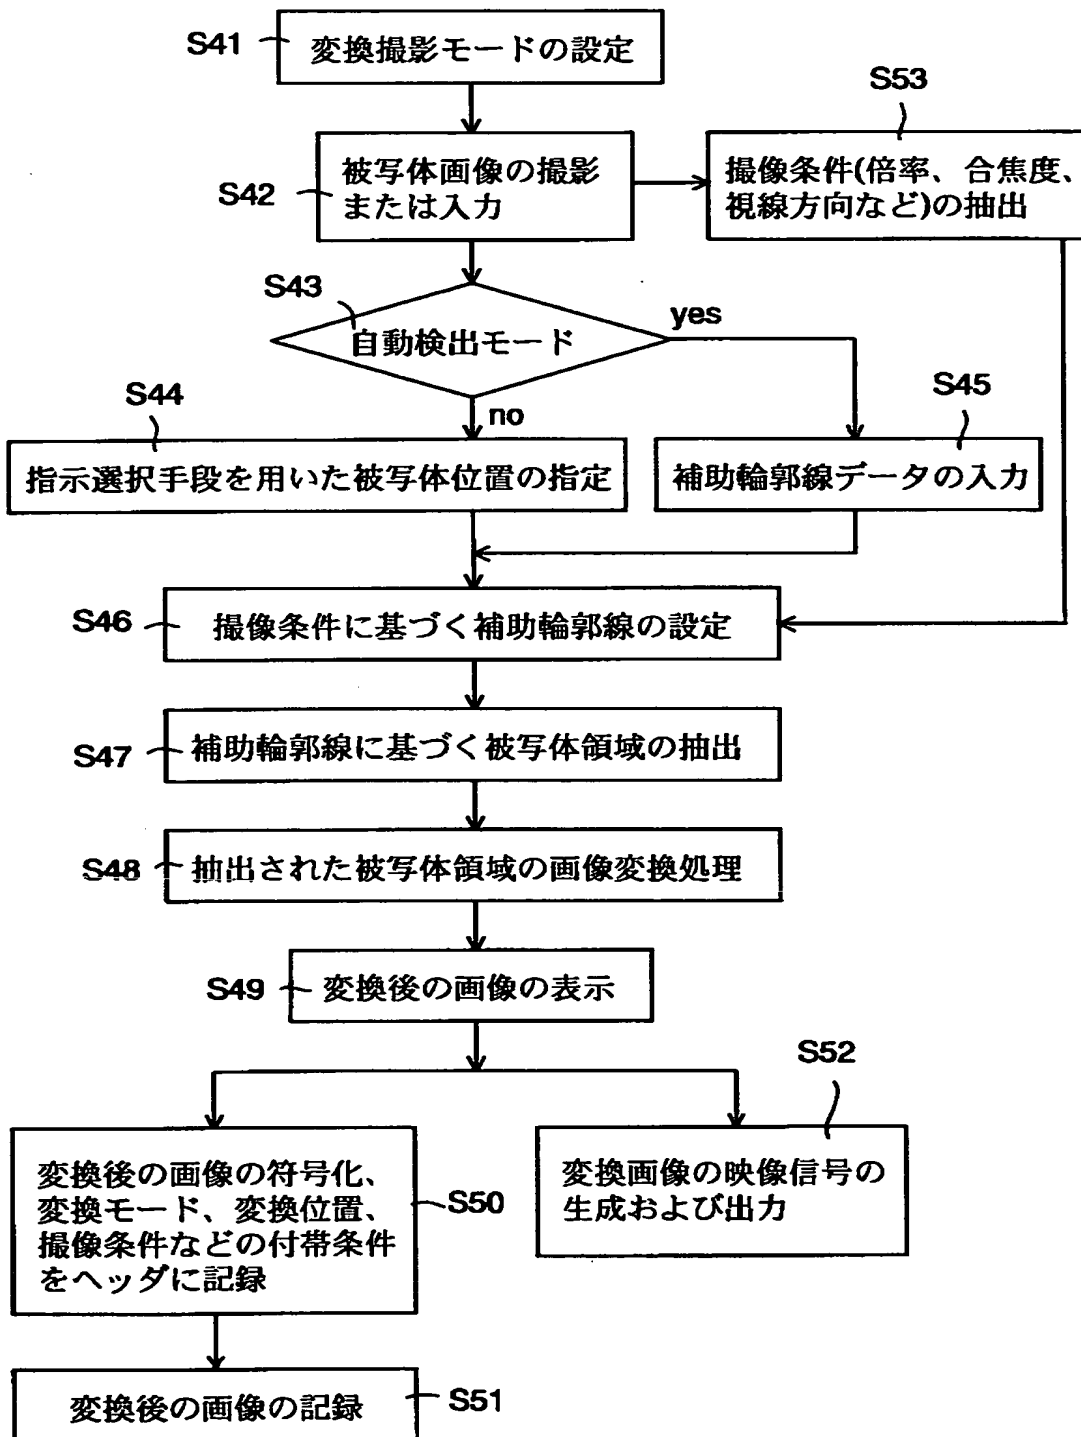 S41
変換撮影モードの設定
S53
S42
被写体画像の撮影
または入力
撮像条件(倍率、合焦度、
視線方向など)の抽出
S43
自動検出モード
yes
no
S44
指示選択手段を用いた被写体位置の指定
S45
補助輪郭線データの入力
S46
撮像条件に基づく補助輪郭線の設定
S47
補助輪郭線に基づく被写体領域の抽出
S48
抽出された被写体領域の画像変換処理
S49
変換後の画像の表示
S52
変換後の画像の符号化、
変換モード、変換位置、
撮像条件などの付帯条件
をヘッダに記録
S50
変換画像の映像信号の
生成および出力
変換後の画像の記録
S51